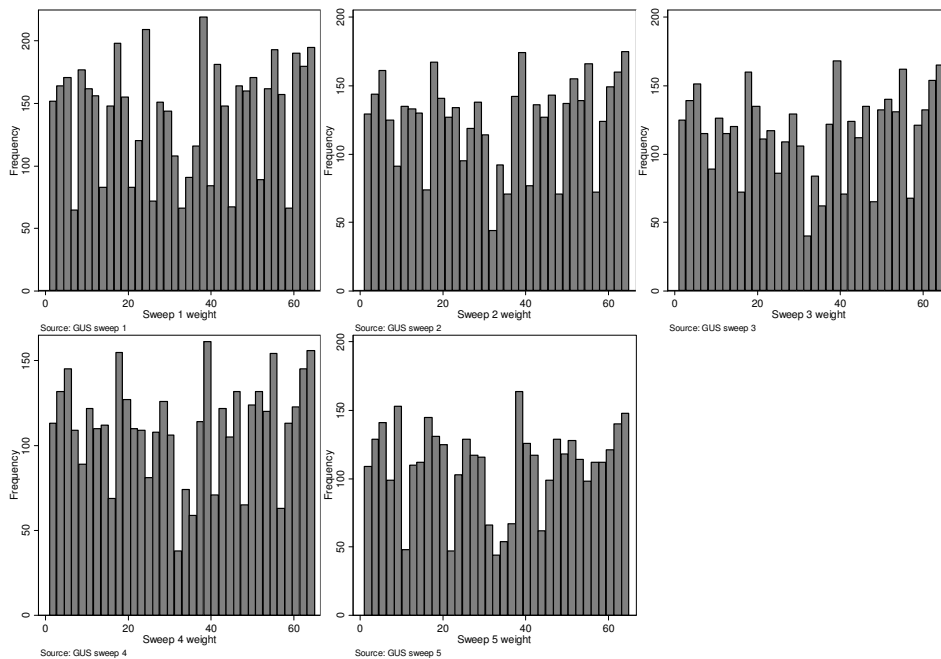 Frequency
0
50
100
150
200
0
20
40
60
Sweep 1 weight
Source: GUS sweep 1
Frequency
0
50
100
150
200
0
20
40
60
Sweep 2 weight
Source: GUS sweep 2
Frequency
0
50
100
150
200
0
20
40
60
Sweep 3 weight
Source: GUS sweep 3
Frequency
0
50
100
150
0
20
40
60
Sweep 4 weight
Source: GUS sweep 4
Frequency
0
50
100
150
200
0
20
40
60
Sweep 5 weight
Source: GUS sweep 5